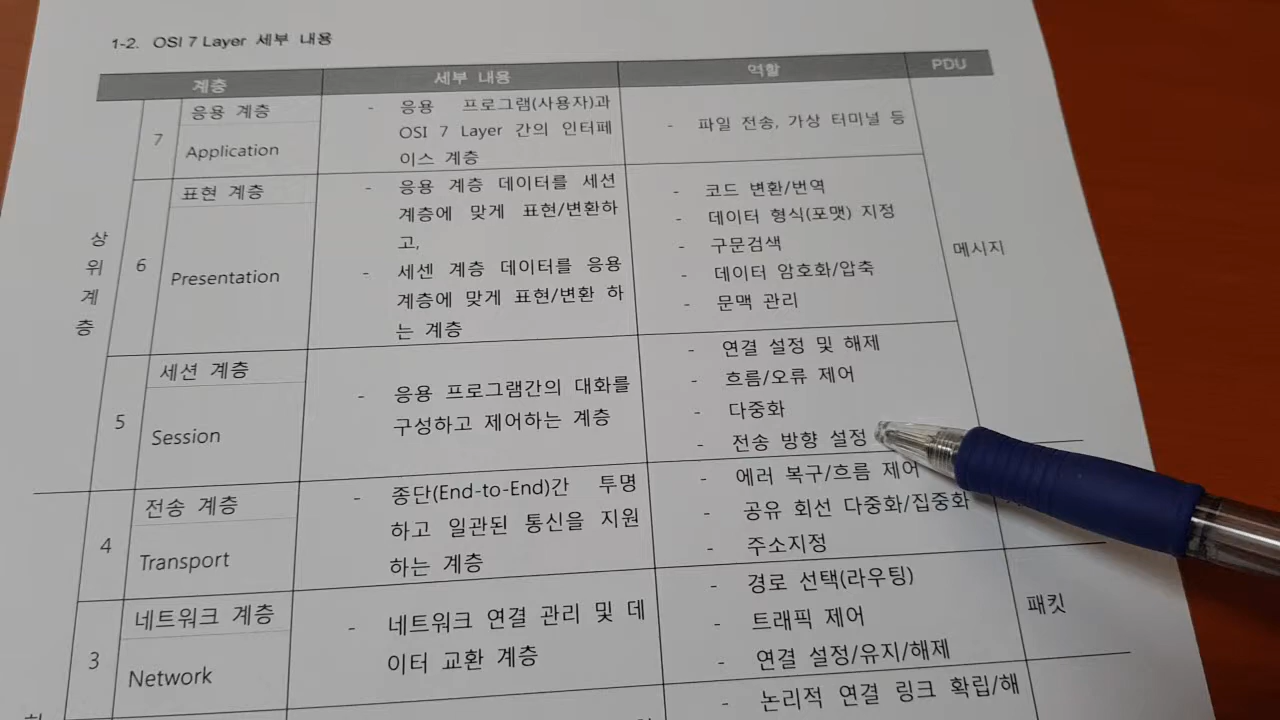 1-2. OSI 7 Layer 세부 내용
계층 세부 내용 역할 PDU
상위계층
7
응용 계층
Application
- 응용 프로그램(사용자)과
OSI 7 Layer 간의 인터페
이스 계층
- 파일 전송, 가상 터미널 등
메시지
6
표현 계층
Presentation
- 응용 계층 데이터를 세션
계층에 맞게 표현/변환하
고,
- 세센 계층 데이터를 응용
계층에 맞게 표현/변환 하
는 계층
- 코드 변환/번역
- 데이터 형식(포맷) 지정
- 구문검색
- 데이터 암호화/압축
- 문맥 관리
5
세션 계층
Session
- 응용 프로그램간의 대화를
구성하고 제어하는 계층
- 연결 설정 및 해제
- 흐름/오류 제어
- 다중화
- 전송 방향 설정
4
전송 계층
Transport
- 종단(End-to-End)간 투명
하고 일관된 통신을 지원
하는 계층
- 에러 복구/흐름 제어
- 공유 회선 다중화/집중화
- 주소지정
3
네트워크 계층
Network
- 네트워크 연결 관리 및 데
이터 교환 계층
- 경로 선택(라우팅)
- 트래픽 제어
- 연결 설정/유지/해제
패킷
- 논리적 연결 링크 확립/해